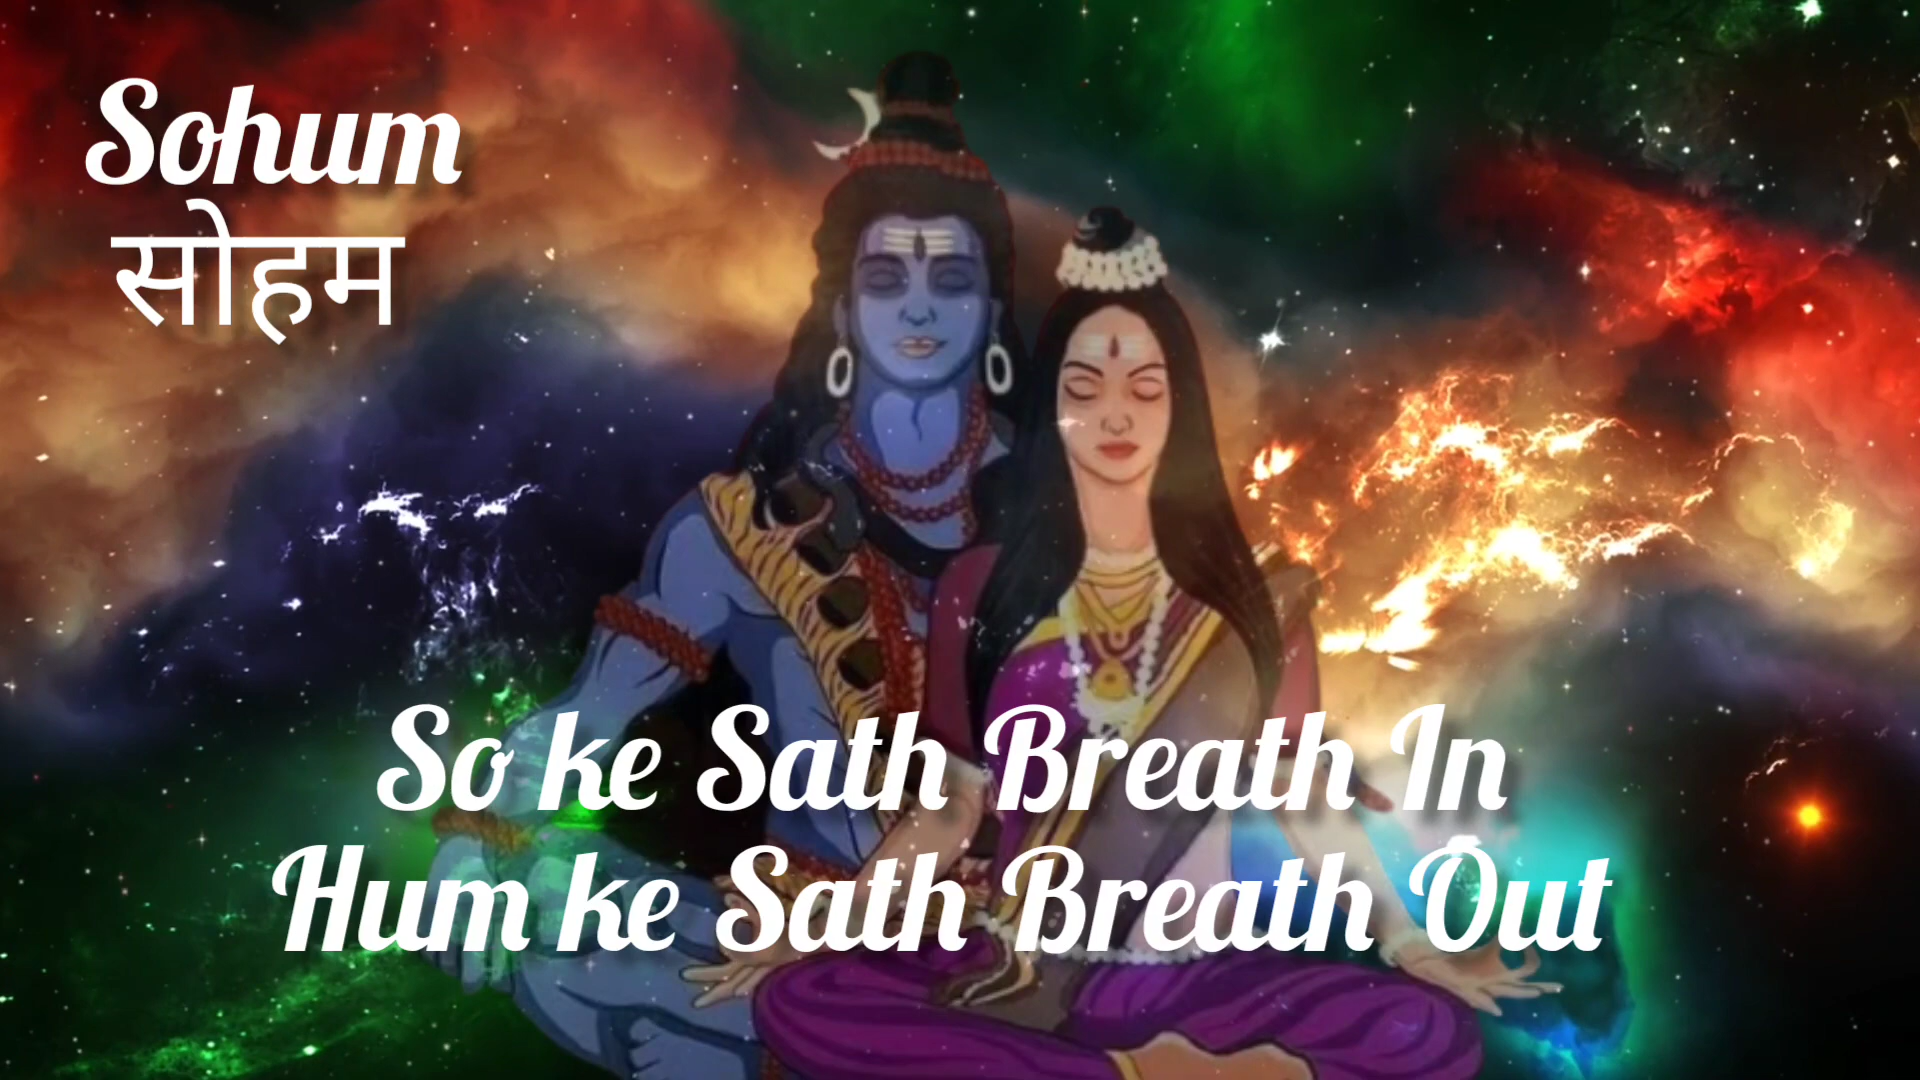 Sohum
सोहम
So ke Sath Breath In
Hum ke Sath Breath Out